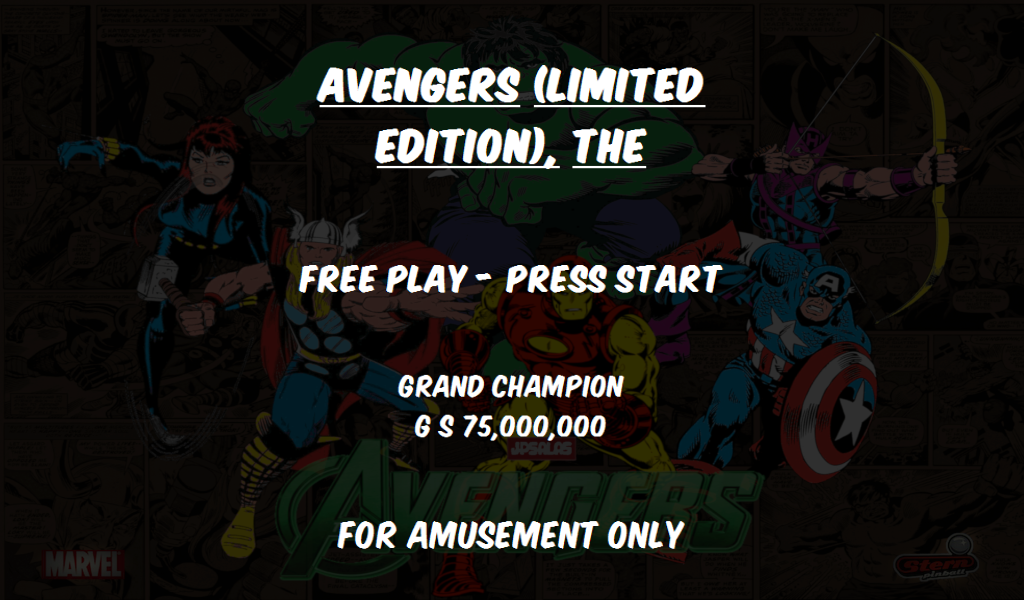 AVENGERS (LIMITED
EDITION), THE
FREE PLAY - PRESS START
GRAND CHAMPION
G S 75,000,000
JPSALAS
AVENGERS
FOR AMUSEMENT ONLY
MARVEL
Stern
pinball